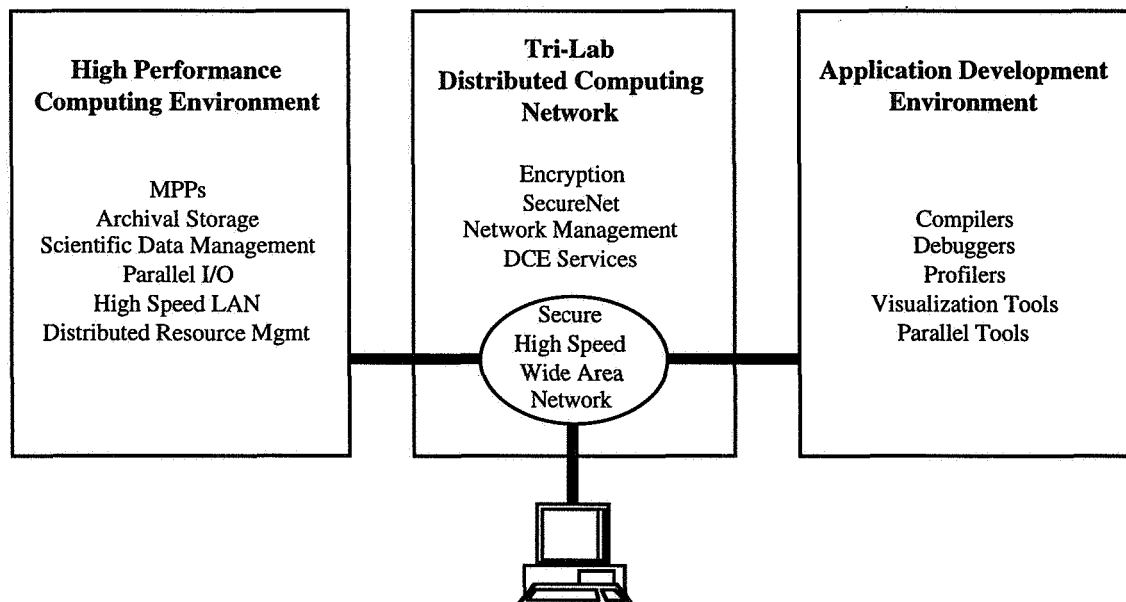 High Performance
Computing Environment
MPPs
Archival Storage
Scientific Data Management
Parallel I/O
High Speed LAN
Distributed Resource Mgmt
Tri-Lab
Distributed Computing
Network
Encryption
SecureNet
Network Management
DCE Services
Secure
High Speed
Wide Area
Network
Application Development
Environment
Compilers
Debuggers
Profilers
Visualization Tools
Parallel Tools